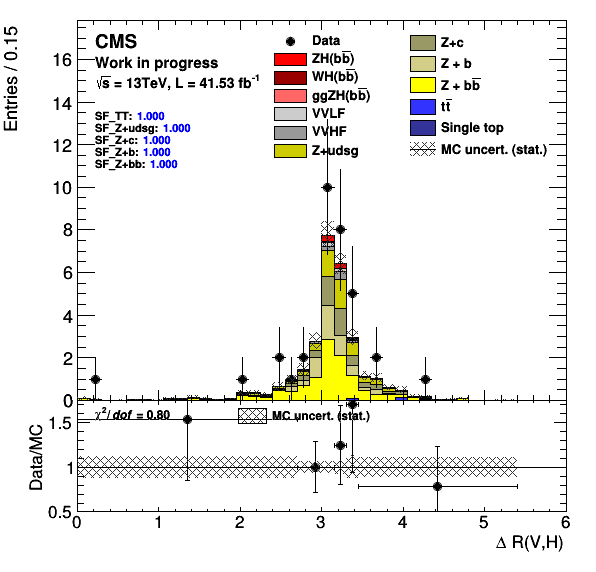 CMS
Work in progress
√s = 13TeV, L = 41.53 fb⁻¹
SF_TT: 1.000
SF_Z+udsg: 1.000
SF_Z+c: 1.000
SF_Z+b: 1.000
SF_Z+bb: 1.000
Data
ZH(bb̅)
WH(bb̅)
ggZH(bb̅)
VVLF
VVHF
Z+udsg
Z+c
Z + b
Z + bb̅
tt̅
Single top
MC uncert. (stat.)
Entries / 0.15
16
14
12
10
8
6
4
2
0
χ²/dof = 0.80
MC uncert. (stat.)
Data/MC
1.5
1
0.5
0 1 2 3 4 5 6
Δ R(V,H)